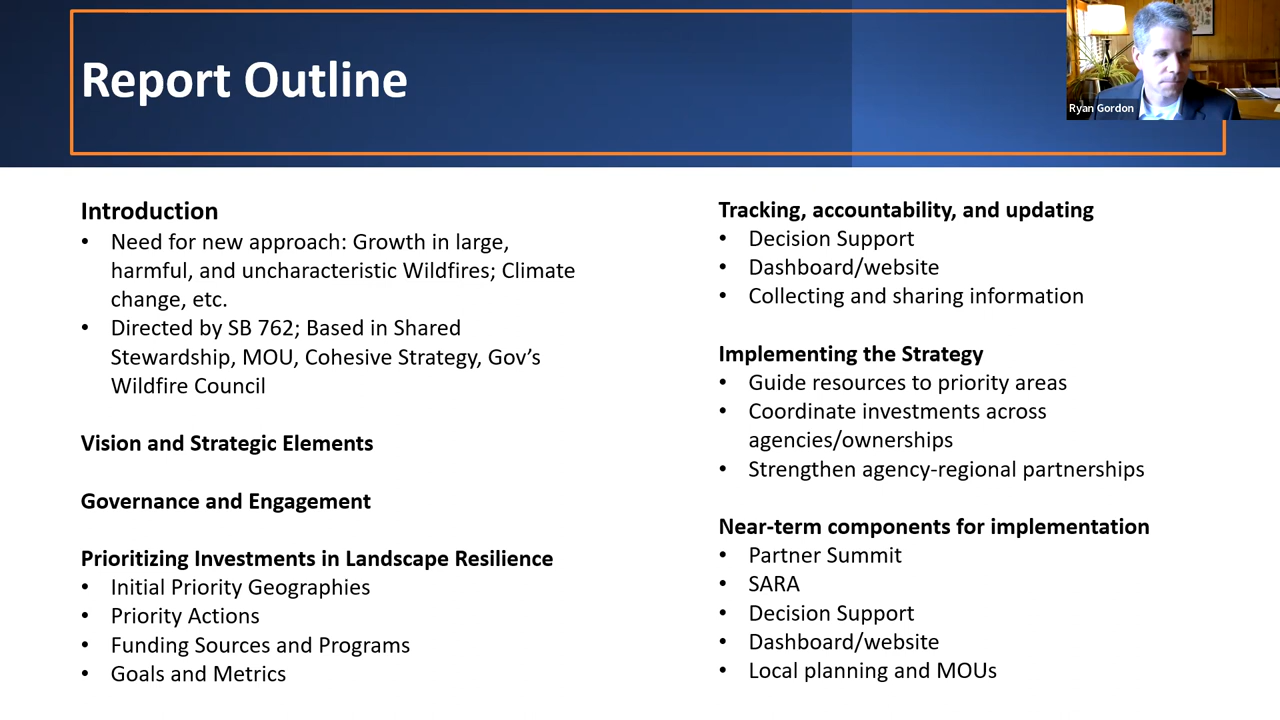 Report Outline
Ryan Gordon
Introduction
• Need for new approach: Growth in large,
harmful, and uncharacteristic Wildfires; Climate
change, etc.
• Directed by SB 762; Based in Shared
Stewardship, MOU, Cohesive Strategy, Gov’s
Wildfire Council
Vision and Strategic Elements
Governance and Engagement
Prioritizing Investments in Landscape Resilience
• Initial Priority Geographies
• Priority Actions
• Funding Sources and Programs
• Goals and Metrics
Tracking, accountability, and updating
• Decision Support
• Dashboard/website
• Collecting and sharing information
Implementing the Strategy
• Guide resources to priority areas
• Coordinate investments across
agencies/ownerships
• Strengthen agency-regional partnerships
Near-term components for implementation
• Partner Summit
• SARA
• Decision Support
• Dashboard/website
• Local planning and MOUs